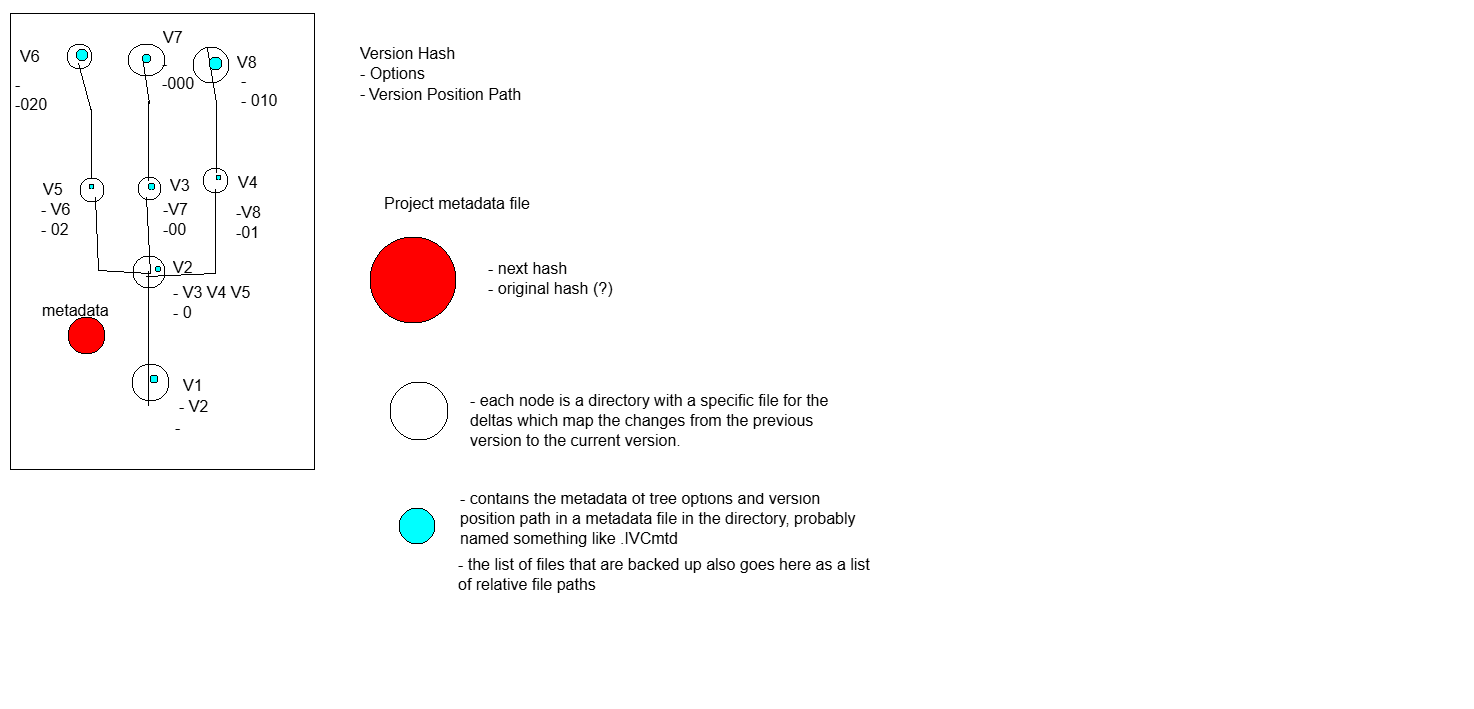 V6
-
-020
V7
-
-000
V8
-
- 010
V5
- V6
- 02
V3
-V7
-00
V4
-V8
-01
V2
- V3 V4 V5
- 0
metadata
V1
- V2
-
Version Hash
- Options
- Version Position Path
Project metadata file
- next hash
- original hash (?)
- each node is a directory with a specific file for the
deltas which map the changes from the previous
version to the current version.
- contains the metadata of tree options and version
position path in a metadata file in the directory, probably
named something like .IVCmtd
- the list of files that are backed up also goes here as a list
of relative file paths